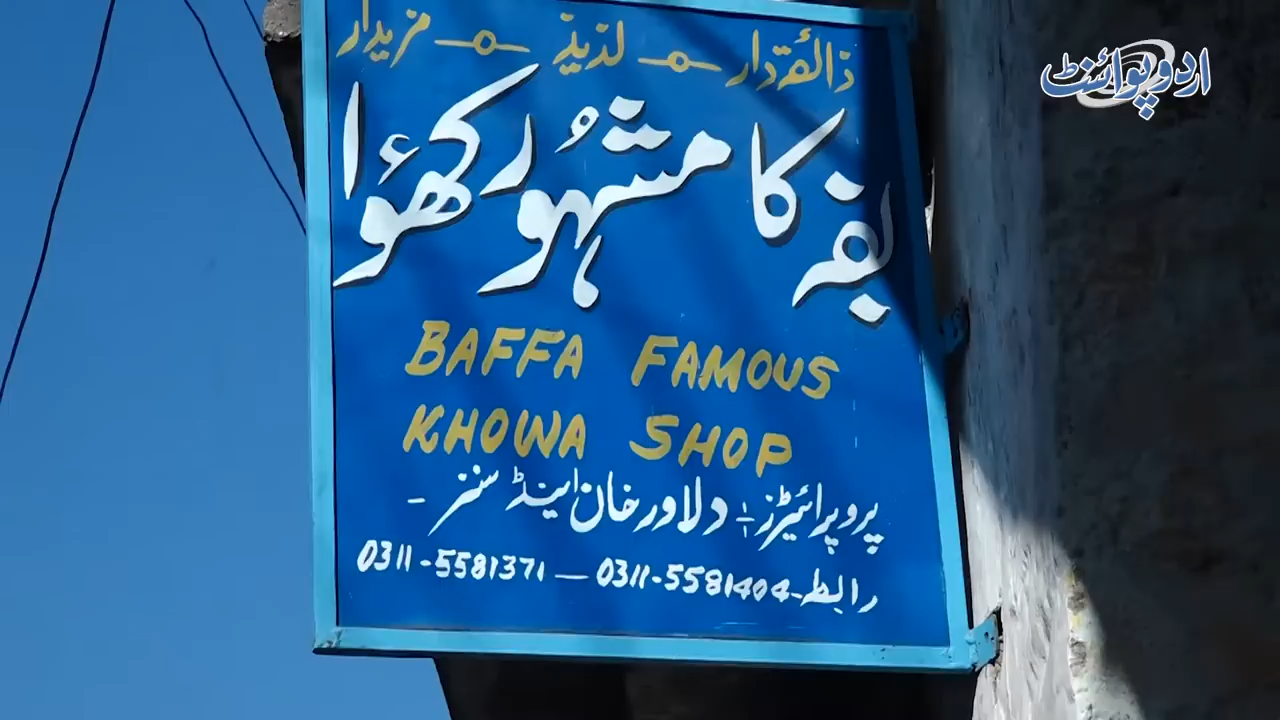 ذائقہ دار — لذیذ — مزیدار
بفہ کا مشہور کھوئا
BAFFA FAMOUS
KHOWA SHOP
پروپرائیٹرز :- دلاور خان اینڈ سنز -
رابطہ - 0311-5581404 — 0311-5581371
اردو پوائنٹ